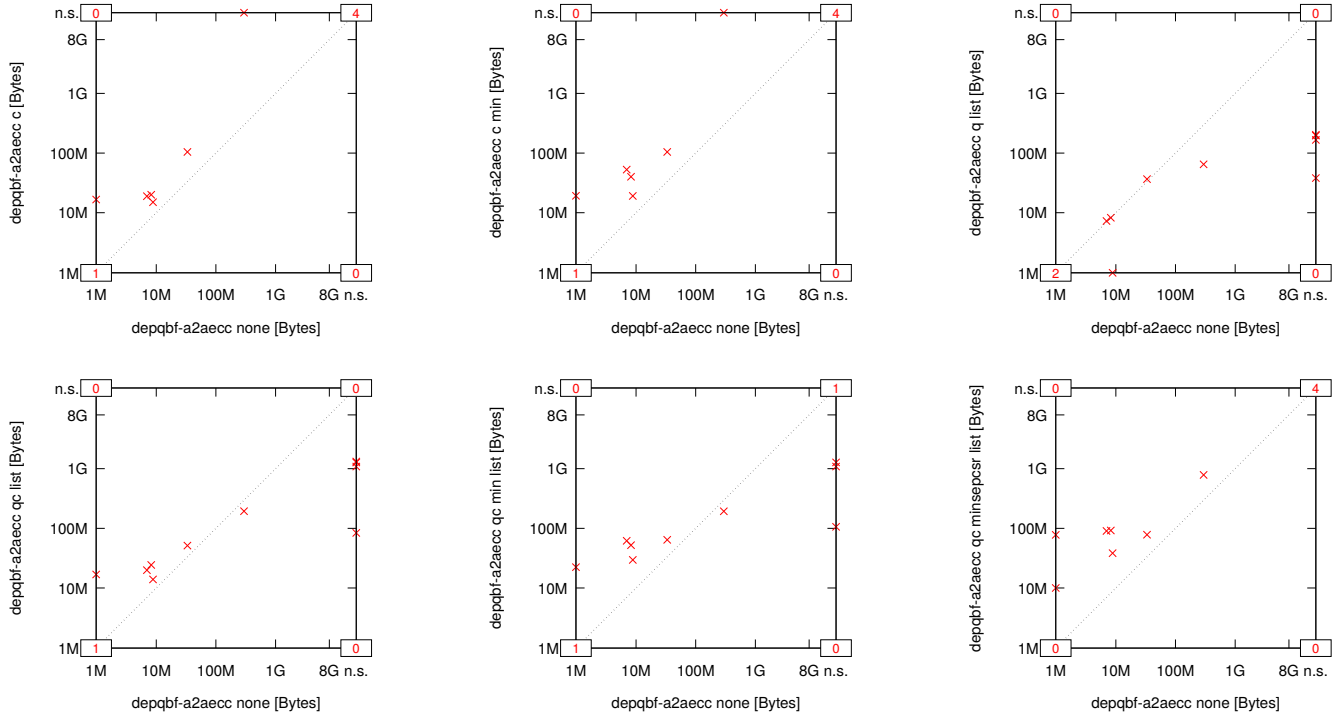 n.s. 0 4
8G
1G
100M
10M
1M 1 0
1M 10M 100M 1G 8G n.s.
depqbf-a2aecc none [Bytes]
depqbf-a2aecc c [Bytes]
n.s. 0 4
8G
1G
100M
10M
1M 1 0
1M 10M 100M 1G 8G n.s.
depqbf-a2aecc none [Bytes]
depqbf-a2aecc c min [Bytes]
n.s. 0 0
8G
1G
100M
10M
1M 2 0
1M 10M 100M 1G 8G n.s.
depqbf-a2aecc none [Bytes]
depqbf-a2aecc q list [Bytes]
n.s. 0 0
8G
1G
100M
10M
1M 1 0
1M 10M 100M 1G 8G n.s.
depqbf-a2aecc none [Bytes]
depqbf-a2aecc qc list [Bytes]
n.s. 0 1
8G
1G
100M
10M
1M 1 0
1M 10M 100M 1G 8G n.s.
depqbf-a2aecc none [Bytes]
depqbf-a2aecc qc min list [Bytes]
n.s. 0 4
8G
1G
100M
10M
1M 0 0
1M 10M 100M 1G 8G n.s.
depqbf-a2aecc none [Bytes]
depqbf-a2aecc qc minsepcsr list [Bytes]